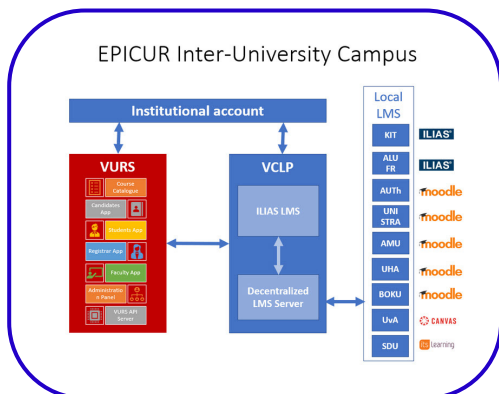 EPICUR Inter-University Campus
Institutional account
VURS
Course
Catalogue
Candidates
App
Students App
Registrar App
Faculty App
Administratio
n Panel
VURS API
Server
VCLP
ILIAS LMS
Decentralized
LMS Server
Local
LMS
KIT
ILIAS
ALU
FR
ILIAS
AUTh
moodle
UNI
STRA
moodle
AMU
moodle
UHA
moodle
BOKU
moodle
UvA
CANVAS
SDU
its
Learning